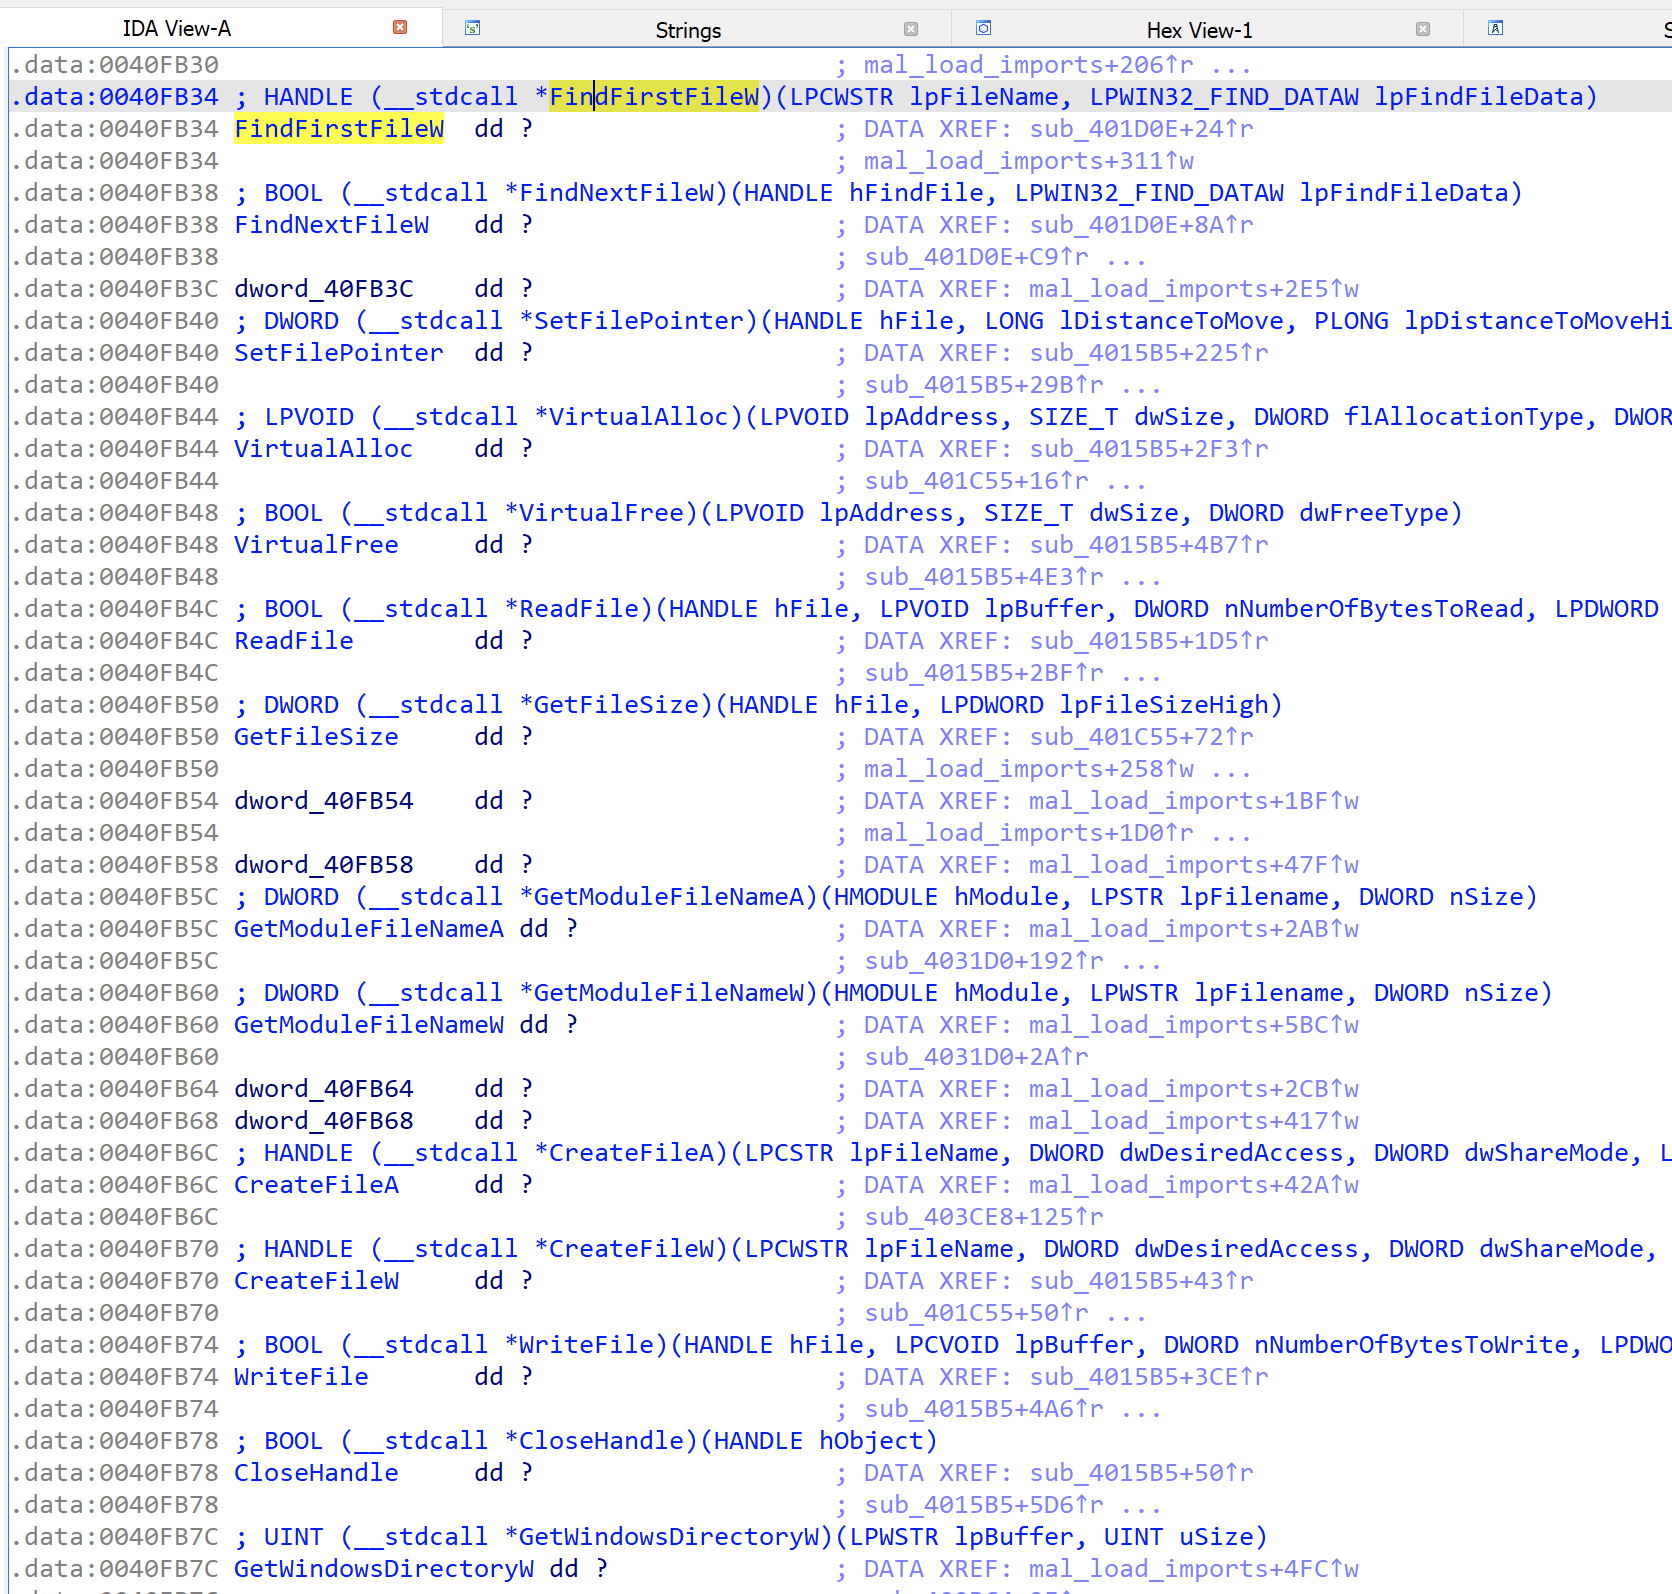 IDA View-A Strings Hex View-1
.data:0040FB30 ; mal_load_imports+206↑r ...
.data:0040FB34 ; HANDLE (__stdcall *FindFirstFileW)(LPCWSTR lpFileName, LPWIN32_FIND_DATAW lpFindFileData)
.data:0040FB34 FindFirstFileW dd ? ; DATA XREF: sub_401D0E+24↑r
.data:0040FB34 ; mal_load_imports+311↑w
.data:0040FB38 ; BOOL (__stdcall *FindNextFileW)(HANDLE hFindFile, LPWIN32_FIND_DATAW lpFindFileData)
.data:0040FB38 FindNextFileW dd ? ; DATA XREF: sub_401D0E+8A↑r
.data:0040FB38 ; sub_401D0E+C9↑r ...
.data:0040FB3C dword_40FB3C dd ? ; DATA XREF: mal_load_imports+2E5↑w
.data:0040FB40 ; DWORD (__stdcall *SetFilePointer)(HANDLE hFile, LONG lDistanceToMove, PLONG lpDistanceToMoveHi
.data:0040FB40 SetFilePointer dd ? ; DATA XREF: sub_4015B5+225↑r
.data:0040FB40 ; sub_4015B5+29B↑r ...
.data:0040FB44 ; LPVOID (__stdcall *VirtualAlloc)(LPVOID lpAddress, SIZE_T dwSize, DWORD flAllocationType, DWOR
.data:0040FB44 VirtualAlloc dd ? ; DATA XREF: sub_4015B5+2F3↑r
.data:0040FB44 ; sub_401C55+16↑r ...
.data:0040FB48 ; BOOL (__stdcall *VirtualFree)(LPVOID lpAddress, SIZE_T dwSize, DWORD dwFreeType)
.data:0040FB48 VirtualFree dd ? ; DATA XREF: sub_4015B5+4B7↑r
.data:0040FB48 ; sub_4015B5+4E3↑r ...
.data:0040FB4C ; BOOL (__stdcall *ReadFile)(HANDLE hFile, LPVOID lpBuffer, DWORD nNumberOfBytesToRead, LPDWORD
.data:0040FB4C ReadFile dd ? ; DATA XREF: sub_4015B5+1D5↑r
.data:0040FB4C ; sub_4015B5+2BF↑r ...
.data:0040FB50 ; DWORD (__stdcall *GetFileSize)(HANDLE hFile, LPDWORD lpFileSizeHigh)
.data:0040FB50 GetFileSize dd ? ; DATA XREF: sub_401C55+72↑r
.data:0040FB50 ; mal_load_imports+258↑w ...
.data:0040FB54 dword_40FB54 dd ? ; DATA XREF: mal_load_imports+1BF↑w
.data:0040FB54 ; mal_load_imports+1D0↑r ...
.data:0040FB58 dword_40FB58 dd ? ; DATA XREF: mal_load_imports+47F↑w
.data:0040FB5C ; DWORD (__stdcall *GetModuleFileNameA)(HMODULE hModule, LPSTR lpFilename, DWORD nSize)
.data:0040FB5C GetModuleFileNameA dd ? ; DATA XREF: mal_load_imports+2AB↑w
.data:0040FB5C ; sub_4031D0+192↑r ...
.data:0040FB60 ; DWORD (__stdcall *GetModuleFileNameW)(HMODULE hModule, LPWSTR lpFilename, DWORD nSize)
.data:0040FB60 GetModuleFileNameW dd ? ; DATA XREF: mal_load_imports+5BC↑w
.data:0040FB60 ; sub_4031D0+2A↑r
.data:0040FB64 dword_40FB64 dd ? ; DATA XREF: mal_load_imports+2CB↑w
.data:0040FB68 dword_40FB68 dd ? ; DATA XREF: mal_load_imports+417↑w
.data:0040FB6C ; HANDLE (__stdcall *CreateFileA)(LPCSTR lpFileName, DWORD dwDesiredAccess, DWORD dwShareMode, L
.data:0040FB6C CreateFileA dd ? ; DATA XREF: mal_load_imports+42A↑w
.data:0040FB6C ; sub_403CE8+125↑r
.data:0040FB70 ; HANDLE (__stdcall *CreateFileW)(LPCWSTR lpFileName, DWORD dwDesiredAccess, DWORD dwShareMode,
.data:0040FB70 CreateFileW dd ? ; DATA XREF: sub_4015B5+43↑r
.data:0040FB70 ; sub_401C55+50↑r ...
.data:0040FB74 ; BOOL (__stdcall *WriteFile)(HANDLE hFile, LPCVOID lpBuffer, DWORD nNumberOfBytesToWrite, LPDWO
.data:0040FB74 WriteFile dd ? ; DATA XREF: sub_4015B5+3CE↑r
.data:0040FB74 ; sub_4015B5+4A6↑r ...
.data:0040FB78 ; BOOL (__stdcall *CloseHandle)(HANDLE hObject)
.data:0040FB78 CloseHandle dd ? ; DATA XREF: sub_4015B5+50↑r
.data:0040FB78 ; sub_4015B5+5D6↑r ...
.data:0040FB7C ; UINT (__stdcall *GetWindowsDirectoryW)(LPWSTR lpBuffer, UINT uSize)
.data:0040FB7C GetWindowsDirectoryW dd ? ; DATA XREF: mal_load_imports+4FC↑w